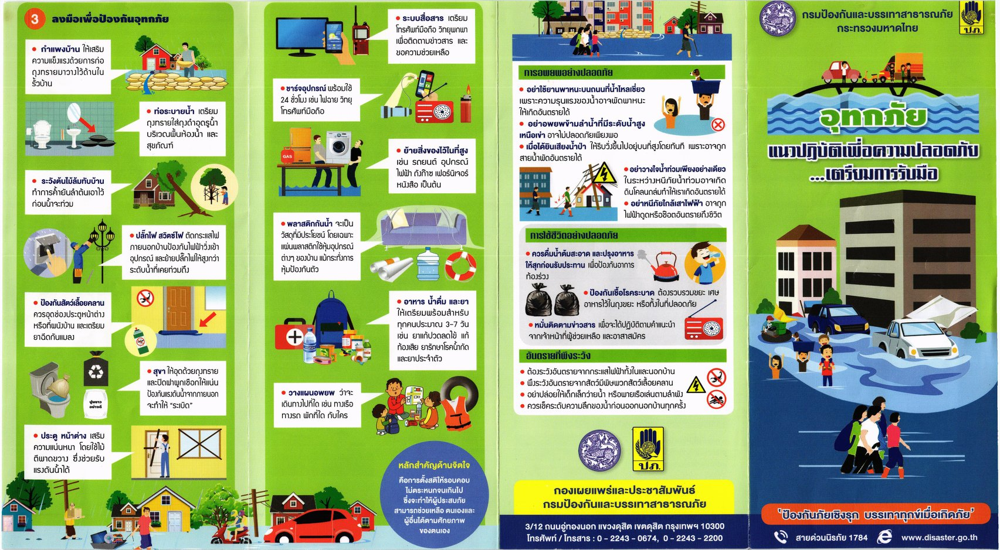 3 ลงมือเพื่อป้องกันอุทกภัย
• กำแพงบ้าน ให้เสริม
ความแข็งแรงด้วยการก่อ
ถุงทรายมาวางไว้ด้านใน
รั้วบ้าน
• ท่อระบายน้ำ เตรียม
ถุงทรายใส่ถุงดำอุดรูน้ำ
บริเวณพื้นห้องน้ำ และ
สุขภัณฑ์
• ระวังต้นไม้ล้มทับบ้าน
ทำการค้ำยันลำต้นเอาไว้
ก่อนน้ำจะท่วม
• ปลั๊กไฟ สวิตซ์ไฟ ตัดกระแสไฟ
ภายนอกบ้านป้องกันไฟฟ้าวิ่งเข้า
อุปกรณ์ และย้ายปลั๊กไฟให้สูงกว่า
ระดับน้ำที่เคยท่วมถึง
• ป้องกันสัตว์เลื้อยคลาน
ควรอุดช่องประตูหน้าต่าง
หรือที่ผนังบ้าน และเตรียม
ยาฉีดกันแมลง
• สุขา ให้อุดด้วยถุงทราย
และปิดฝาผูกเชือกให้แน่น
ป้องกันแรงดันน้ำจากภายนอก
จะทำให้ “ระเบิด”
ปูนขาว
อย่างดี
• ประตู หน้าต่าง เสริม
ความแน่นหนา โดยใช้ไม้
ตีพาดขวาง ซึ่งช่วยรับ
แรงดันน้ำได้
• ระบบสื่อสาร เตรียม
โทรศัพท์มือถือ วิทยุพกพา
เพื่อติดตามข่าวสาร และ
ขอความช่วยเหลือ
• ชาร์จอุปกรณ์ พร้อมใช้
24 ชั่วโมง เช่น ไฟฉาย วิทยุ
โทรศัพท์มือถือ
GAS
• ย้ายสิ่งของไว้ในที่สูง
เช่น รถยนต์ อุปกรณ์
ไฟฟ้า ถังก๊าซ เฟอร์นิเจอร์
หนังสือ เป็นต้น
• พลาสติกกันน้ำ จะเป็น
วัสดุที่มีประโยชน์ โดยเฉพาะ
แผ่นพลาสติกใช้หุ้มอุปกรณ์
ต่างๆ ของบ้าน แม้กระทั่งการ
หุ้มป้องกันตัว
• อาหาร น้ำดื่ม และยา
ให้เตรียมพร้อมสำหรับ
ทุกคนประมาณ 3-7 วัน
เช่น ยาแก้ปวดลดไข้ แก้
ท้องเสีย ยารักษาโรคน้ำกัด
และยาประจำตัว
water
• วางแผนอพยพ ว่าจะ
เดินทางไปที่ใด เช่น ทางเรือ
ทางรถ พักที่ใด กับใคร
หลักสำคัญด้านจิตใจ
คือการตั้งสติให้รอบคอบ
ไม่ตระหนกจนเกินไป
ซึ่งจะทำให้ผู้ประสบภัย
สามารถช่วยเหลือ ตนเองและ
ผู้อื่นได้ตามศักยภาพ
ของตนเอง
การอพยพอย่างปลอดภัย
• อย่าใช้ยานพาหนะบนถนนที่น้ำไหลเชี่ยว
เพราะความรุนแรงของน้ำอาจพัดพาหนะ
ให้เกิดอันตรายได้
• อย่าอพยพข้ามลำน้ำที่มีระดับน้ำสูง
เหนือเข่า อาจไม่ปลอดภัยเพียงพอ
• เมื่อได้ยินเสียงน้ำป่า ให้รีบวิ่งขึ้นไปอยู่บนที่สูงโดยทันที เพราะอาจถูก
สายน้ำพัดอันตรายได้
• อย่าวางใจน้ำท่วมเพียงอย่างเดียว
ในระหว่างหนีภัยน้ำท่วมอาจเกิด
ดินโคลนถล่มทำให้เราเกิดอันตรายได้
• อย่าหนีภัยใกล้เสาไฟฟ้า อาจถูก
ไฟฟ้าดูดหรือช๊อตอันตรายถึงชีวิต
การใช้ชีวิตอย่างปลอดภัย
• ควรดื่มน้ำต้มสะอาด และปรุงอาหาร
ให้สุกก่อนรับประทาน เพื่อป้องกันอาการ
ท้องร่วง
• ป้องกันเชื้อโรคระบาด ต้องรวบรวมขยะ เศษ
อาหารไว้ในถุงขยะ หรือทิ้งในที่ปลอดภัย
• หมั่นติดตามข่าวสาร เพื่อจะได้ปฏิบัติตามคำแนะนำ
จากเจ้าหน้าที่ผู้ช่วยเหลือ และอาสาสมัคร
อันตรายที่พึงระวัง
• ต้องระวังอันตรายจากกระแสไฟฟ้าทั้งในและนอกบ้าน
• พึงระวังอันตรายจากสัตว์มีพิษพวกสัตว์เลื้อยคลาน
• อย่าปล่อยให้เด็กเล็กว่ายน้ำ หรือพายเรือเล่นตามลำพัง
• ควรเช็คระดับความลึกของน้ำก่อนออกนอกบ้านทุกครั้ง
ปภ.
กองเผยแพร่และประชาสัมพันธ์
กรมป้องกันและบรรเทาสาธารณภัย
3/12 ถนนอู่ทองนอก แขวงดุสิต เขตดุสิต กรุงเทพฯ 10300
โทรศัพท์ / โทรสาร : 0 - 2243 - 0674, 0 - 2243 - 2200
กรมป้องกันและบรรเทาสาธารณภัย
กระทรวงมหาดไทย
ปภ.
อุทกภัย
แนวปฏิบัติเพื่อความปลอดภัย
...เตรียมการรับมือ
'ป้องกันภัยเชิงรุก บรรเทาทุกข์เมื่อเกิดภัย'
สายด่วนนิรภัย 1784 www.disaster.go.th